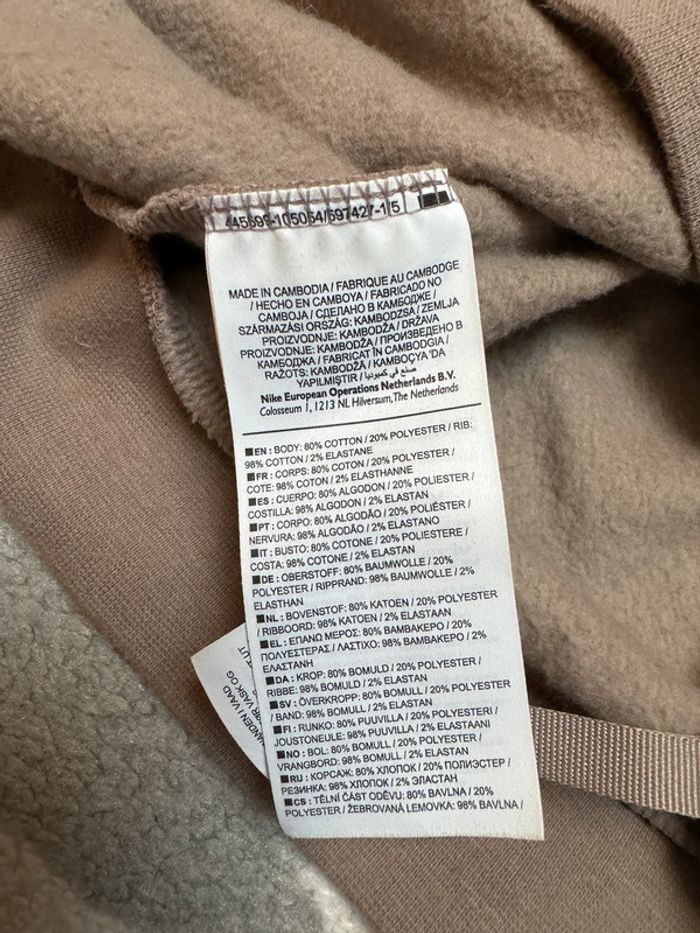 MADE IN CAMBODIA / FABRIQUE AU CAMBODGE
/ HECHO EN CAMBOYA / FABRICADO NO
CAMBOJA / СДЕЛАНО В КАМБОДЖЕ /
SZÁRMAZÁSI ORSZÁG: KAMBODZSA / ZEMLJA
PROIZVODNJE: KAMBODŽA / DRŽAVA
PROIZVODNJE: KAMBODŽA / ПРОИЗВЕДЕНО В
КАМБОДЖА / FABRICAT ÎN CAMBODGIA /
RAŽOTS: KAMBODŽĀ / KAMBOÇYA'DA
YAPILMIŞTIR / صنع في كمبوديا
Nike European Operations Netherlands B.V.
Colosseum 1, 1213 NL Hilversum, The Netherlands
EN : BODY: 80% COTTON / 20% POLYESTER / RIB:
98% COTTON / 2% ELASTANE
FR : CORPS: 80% COTON / 20% POLYESTER /
COTE: 98% COTON / 2% ELASTHANNE
ES : CUERPO: 80% ALGODON / 20% POLIESTER /
COSTILLA: 98% ALGODON / 2% ELASTAN
PT : CORPO: 80% ALGODÃO / 20% POLIÉSTER /
NERVURA: 98% ALGODÃO / 2% ELASTANO
IT : BUSTO: 80% COTONE / 20% POLIESTERE /
COSTA: 98% COTONE / 2% ELASTAN
DE : OBERSTOFF: 80% BAUMWOLLE / 20%
POLYESTER / RIPPRAND: 98% BAUMWOLLE / 2%
ELASTHAN
NL : BOVENSTOF: 80% KATOEN / 20% POLYESTER
/ RIBBOORD: 98% KATOEN / 2% ELASTAN
EL : ΕΠΑΝΩ ΜΕΡΟΣ: 80% ΒΑΜΒΑΚΕΡΟ / 20%
ΠΟΛΥΕΣΤΕΡΑΣ / ΛΑΣΤΙΧΟ: 98% ΒΑΜΒΑΚΕΡΟ / 2%
ΕΛΑΣΤΑΝΗ
DA : KROP: 80% BOMULD / 20% POLYESTER /
RIBBE: 98% BOMULD / 2% ELASTAN
SV : ÖVERKROPP: 80% BOMULL / 20% POLYESTER
/ BAND: 98% BOMULL / 2% ELASTAN
FI : RUNKO: 80% PUUVILLA / 20% POLYESTERI /
JOUSTONEULE: 98% PUUVILLA / 2% ELASTAANI
NO : BOL: 80% BOMULL / 20% POLYESTER /
VRANGBORD: 98% BOMULL / 2% ELASTAN
RU : КОРСАЖ: 80% ХЛОПОК / 20% ПОЛИЭСТЕР /
РЕЗИНКА: 98% ХЛОПОК / 2% ЭЛАСТАН
CS : TĚLNÍ ČÁST ODĚVU: 80% BAVLNA / 20%
POLYESTER / ŽEBROVANÁ LEMOVKA: 98% BAVLNA /
VASK OG